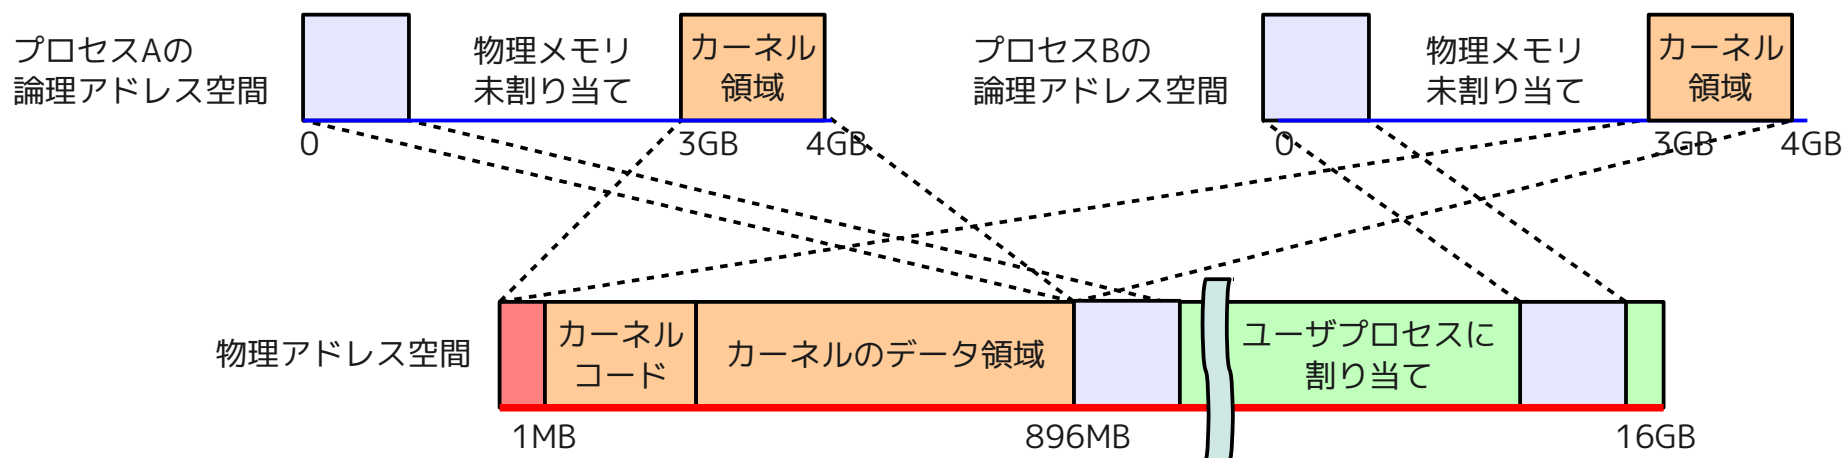 プロセスAの
論理アドレス空間
物理メモリ
未割り当て
カーネル
領域
0
3GB
4GB
プロセスBの
論理アドレス空間
物理メモリ
未割り当て
カーネル
領域
0
3GB
4GB
物理アドレス空間
カーネル
コード
カーネルのデータ領域
ユーザプロセスに
割り当て
1MB
896MB
16GB